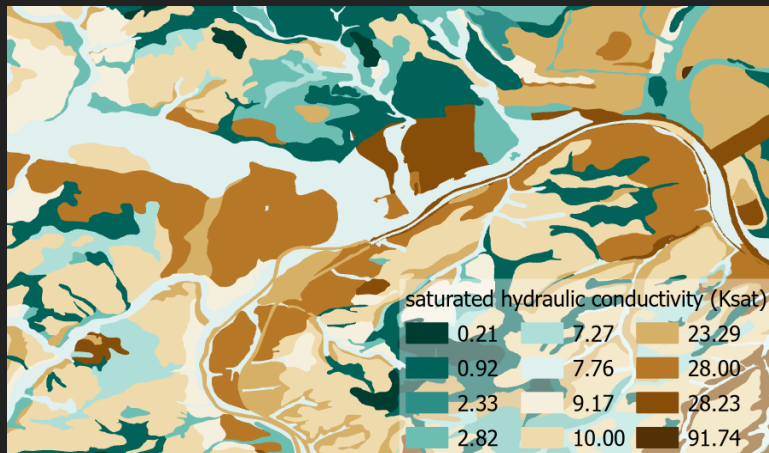 saturated hydraulic conductivity (Ksat)
0.21 7.27 23.29
0.92 7.76 28.00
2.33 9.17 28.23
2.82 10.00 91.74